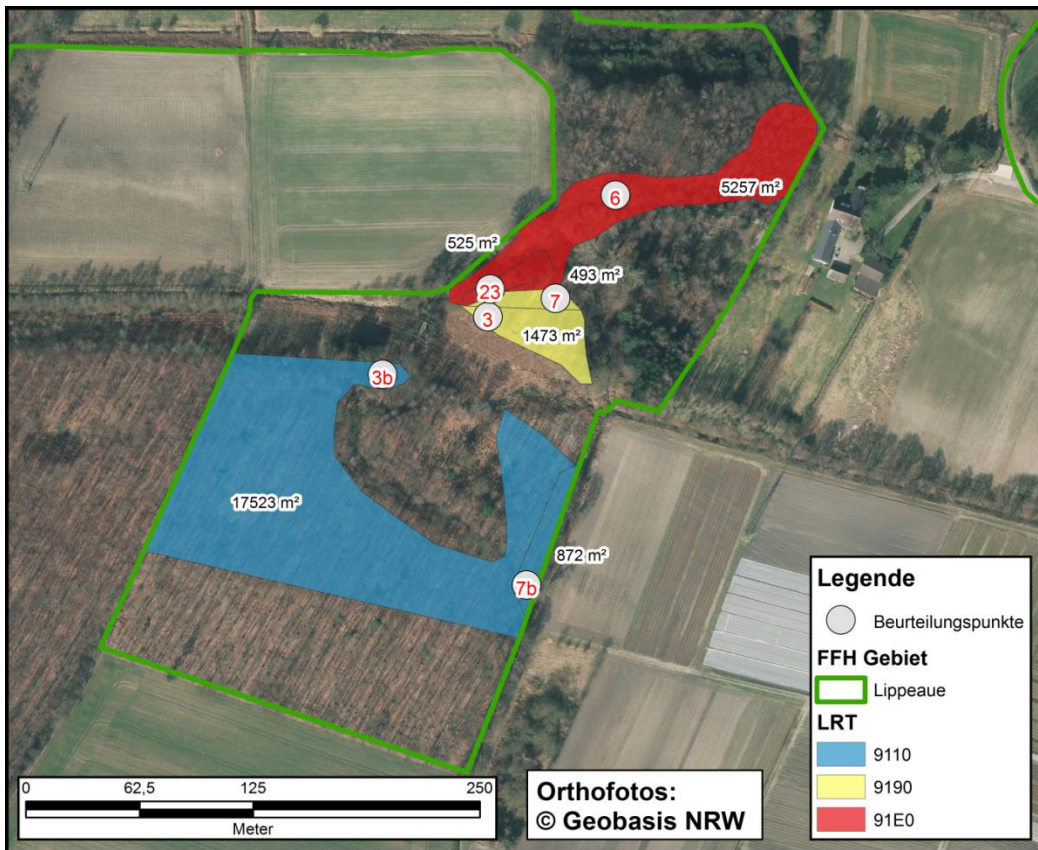 6
5257 m²
525 m²
493 m²
23
7
3
1473 m²
3b
17523 m²
872 m²
7b
Legende
Beurteilungspunkte
FFH Gebiet
Lippeaue
LRT
9110
9190
91E0
0 62,5 125 250
Meter
Orthofotos:
© Geobasis NRW